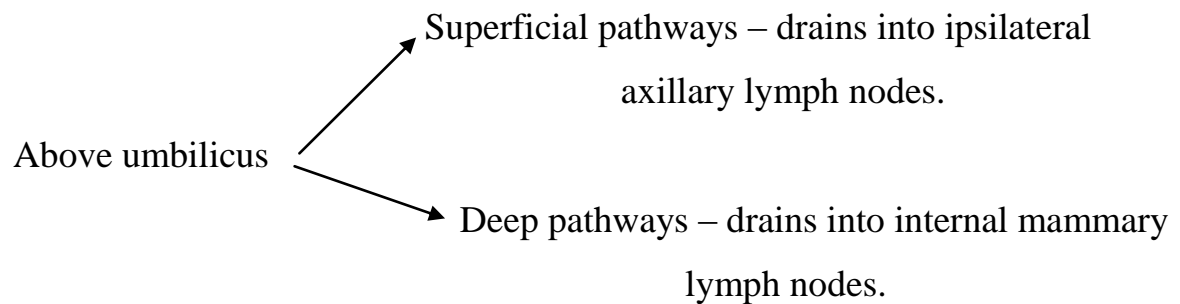 Superficial pathways – drains into ipsilateral
axillary lymph nodes.
Above umbilicus
Deep pathways – drains into internal mammary
lymph nodes.